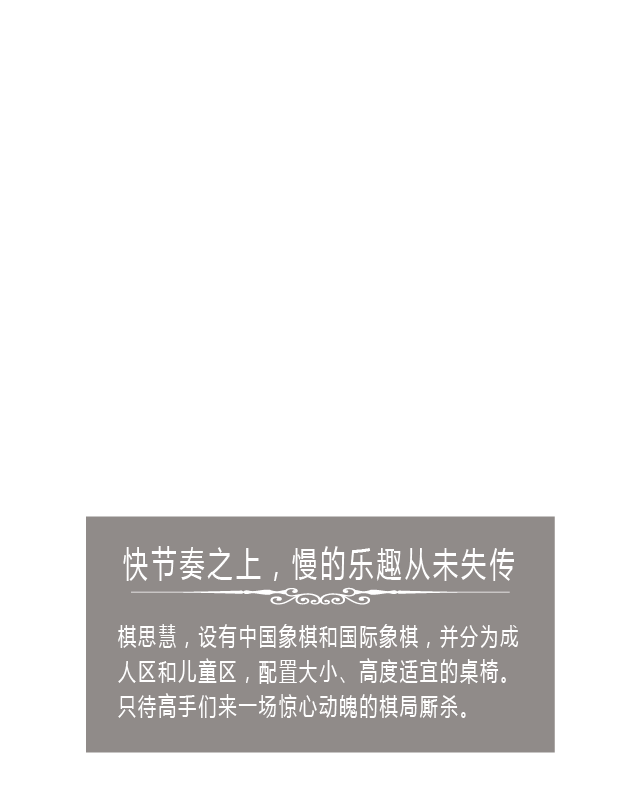 快节奏之上，慢的乐趣从未失传
棋思慧，设有中国象棋和国际象棋，并分为成
人区和儿童区，配置大小、高度适宜的桌椅。
只待高手们来一场惊心动魄的棋局厮杀。